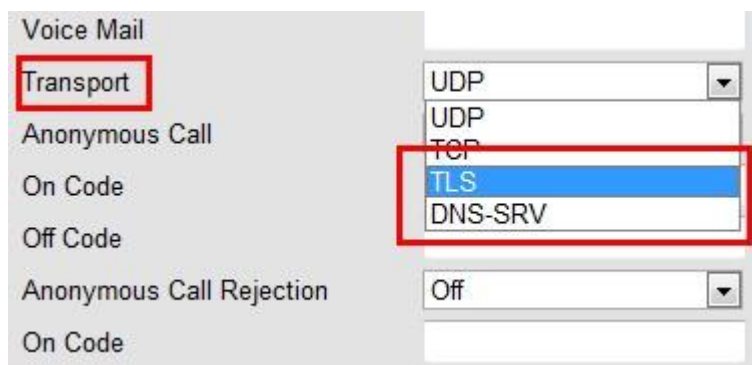 Voice Mail
Transport UDP
UDP
Anonymous Call
TCP
On Code TLS
DNS-SRV
Off Code
Anonymous Call Rejection Off
On Code